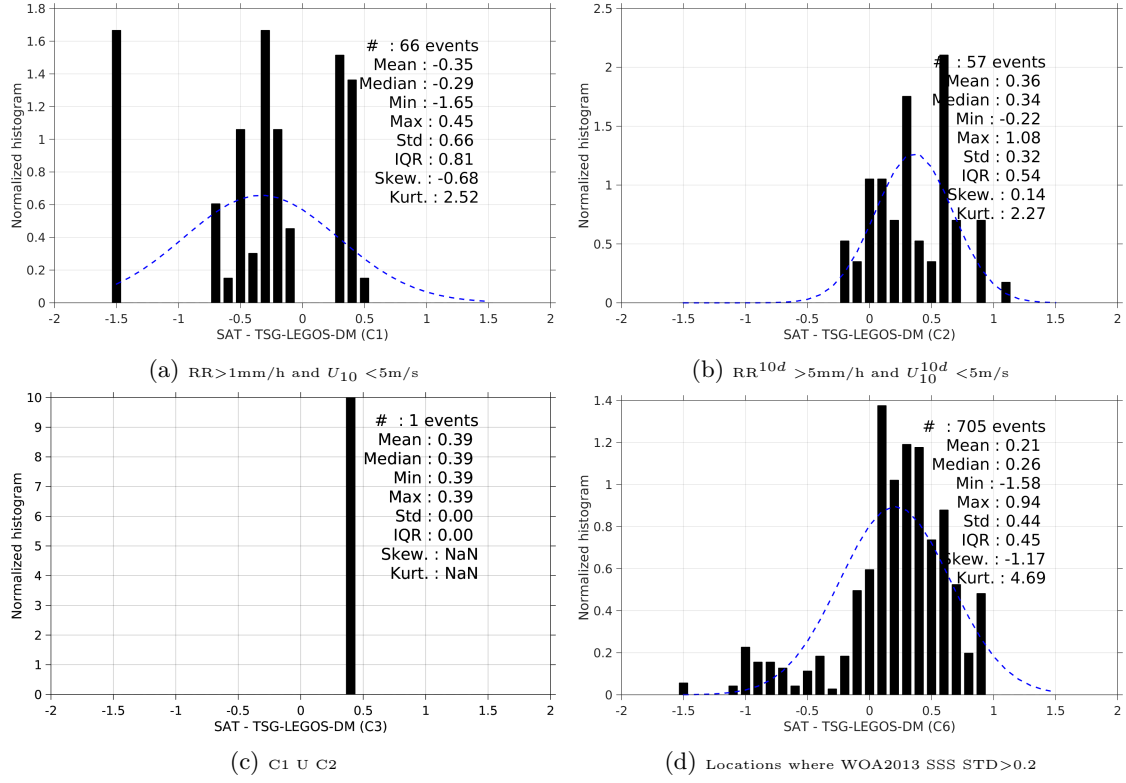 1.8
1.6
1.4
1.2
1
0.8
0.6
0.4
0.2
0
Normalized histogram
# : 66 events
Mean : -0.35
Median : -0.29
Min : -1.65
Max : 0.45
Std : 0.66
IQR : 0.81
Skew. : -0.68
Kurt. : 2.52
-2 -1.5 -1 -0.5 0 0.5 1 1.5 2
SAT - TSG-LEGOS-DM (C1)
(a) RR>1mm/h and U10 <5m/s
2.5
2
1.5
1
0.5
0
Normalized histogram
# : 57 events
Mean : 0.36
Median : 0.34
Min : -0.22
Max : 1.08
Std : 0.32
IQR : 0.54
Skew. : 0.14
Kurt. : 2.27
-2 -1.5 -1 -0.5 0 0.5 1 1.5 2
SAT - TSG-LEGOS-DM (C2)
(b) RR10d >5mm/h and U10d10 <5m/s
10
9
8
7
6
5
4
3
2
1
0
Normalized histogram
# : 1 events
Mean : 0.39
Median : 0.39
Min : 0.39
Max : 0.39
Std : 0.00
IQR : 0.00
Skew. : NaN
Kurt. : NaN
-2 -1.5 -1 -0.5 0 0.5 1 1.5 2
SAT - TSG-LEGOS-DM (C3)
(c) C1 U C2
1.4
1.2
1
0.8
0.6
0.4
0.2
0
Normalized histogram
# : 705 events
Mean : 0.21
Median : 0.26
Min : -1.58
Max : 0.94
Std : 0.44
IQR : 0.45
Skew. : -1.17
Kurt. : 4.69
-2 -1.5 -1 -0.5 0 0.5 1 1.5 2
SAT - TSG-LEGOS-DM (C6)
(d) Locations where WOA2013 SSS STD>0.2